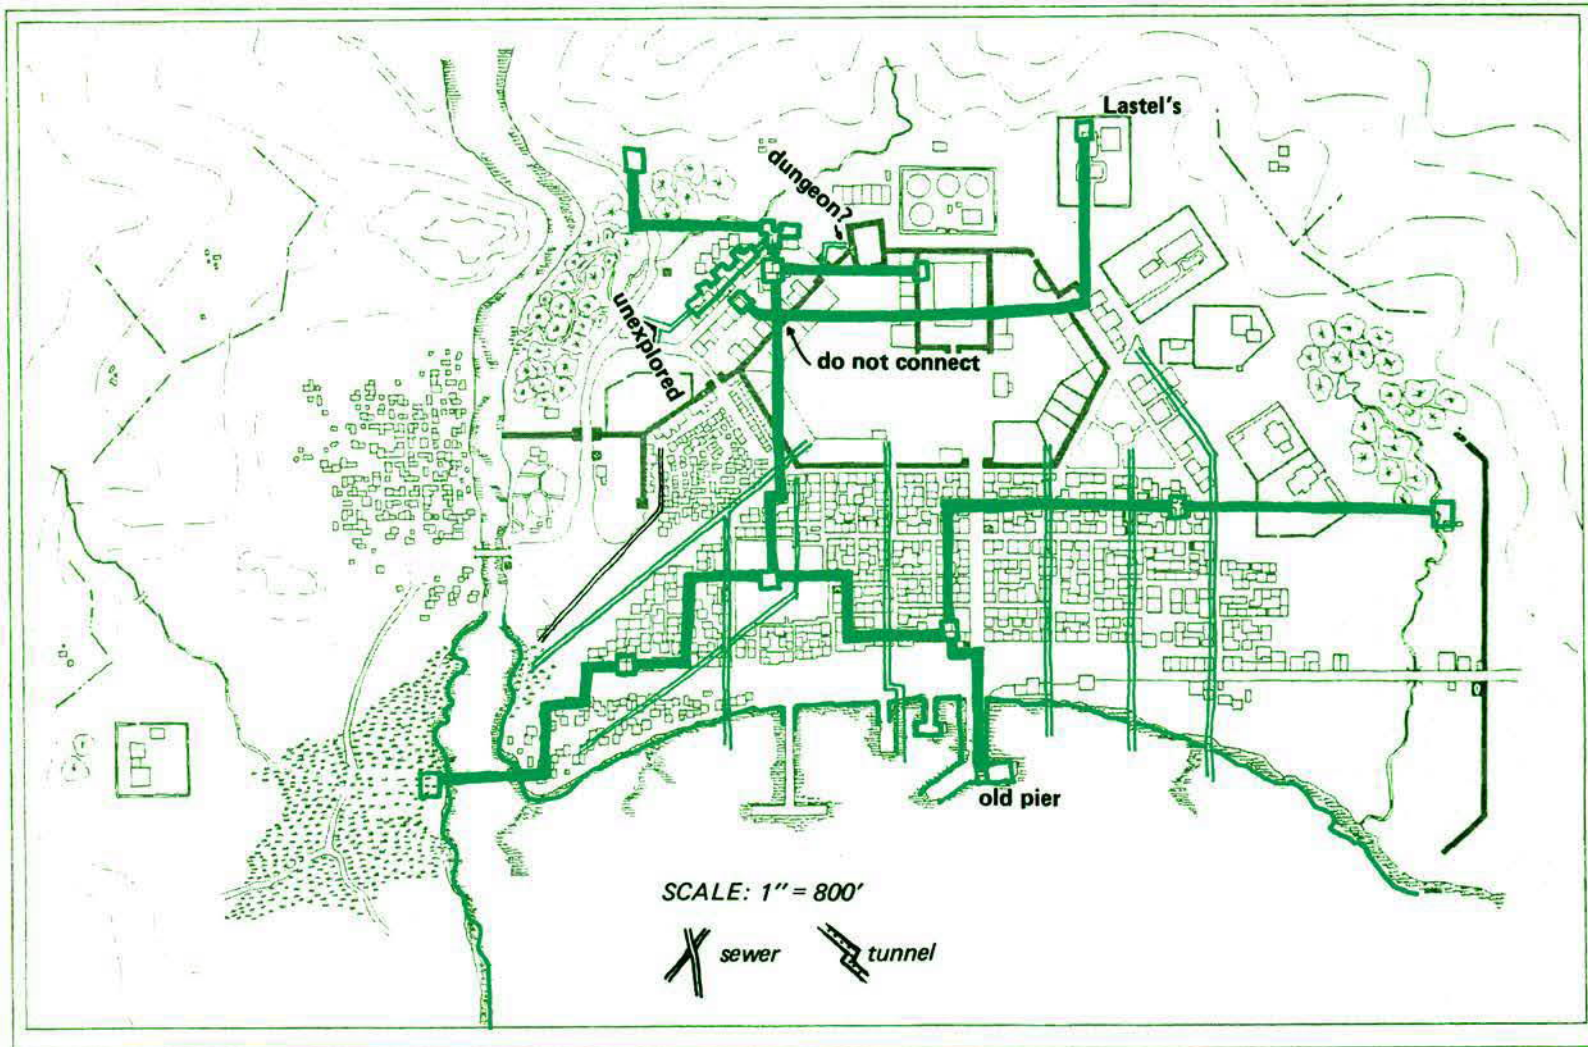 Lastel's
dungeon?
unexplored
do not connect
old pier
SCALE: 1" = 800'
sewer
tunnel